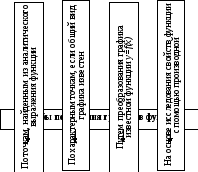 По точкам, найденным из аналитического
выражения функции
По характерным точкам, если общий вид
графика известен
Путем преобразования графика
известной функции y=f(x)
На основе исследования свойств функции
с помощью производной